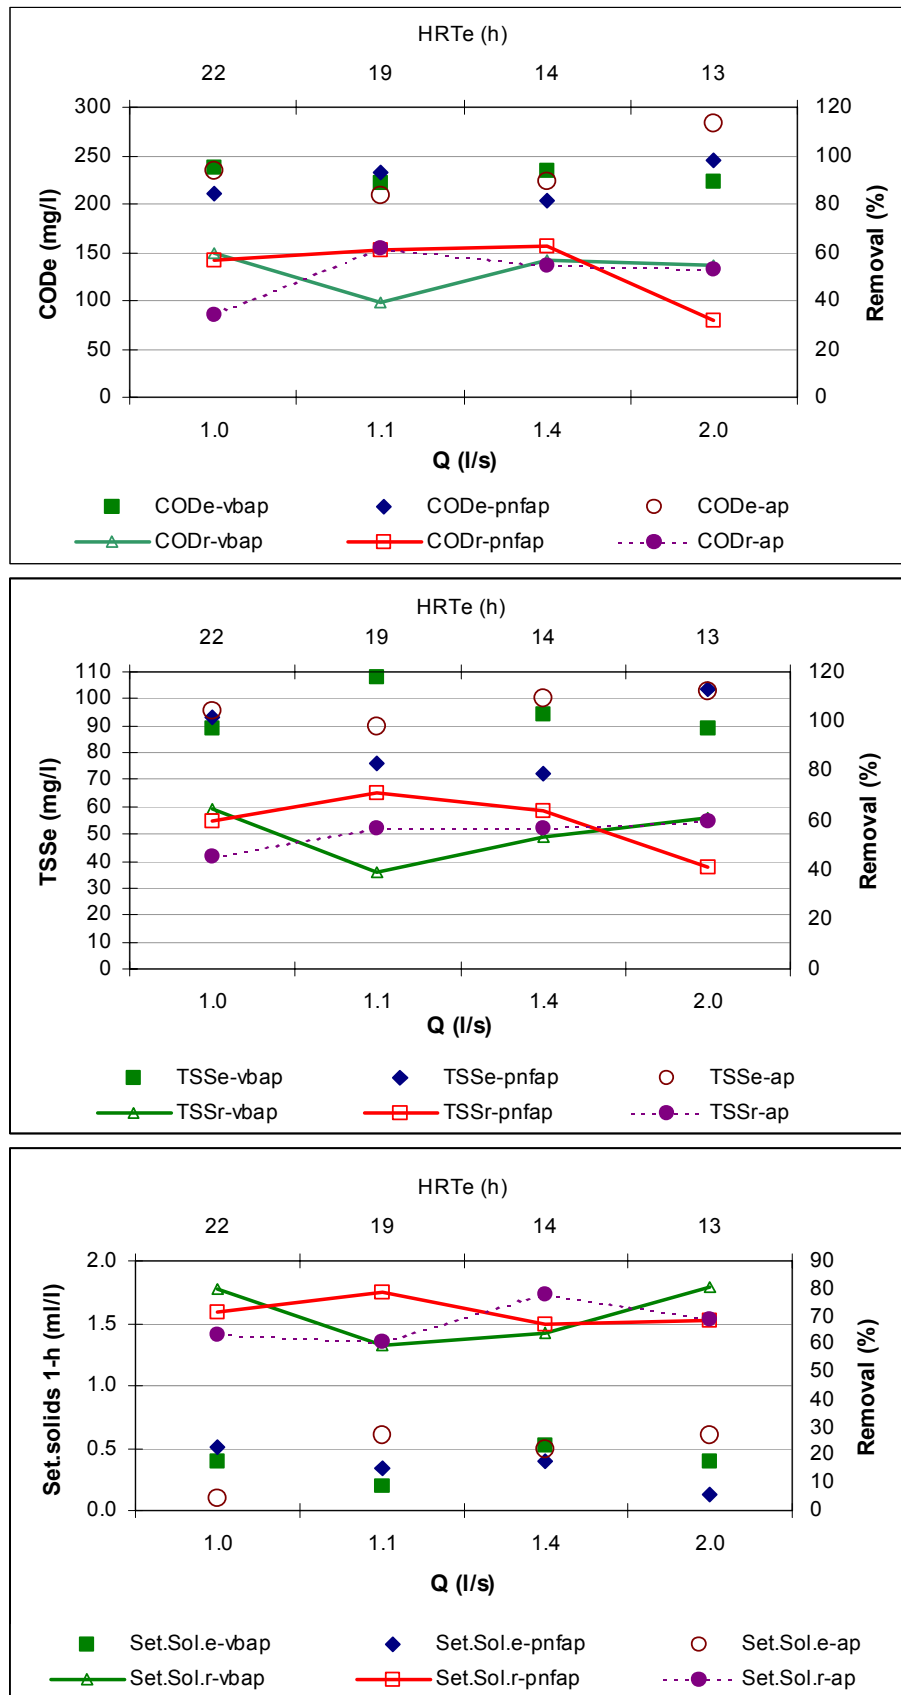 HRTe (h)
22 19 14 13
300 120
250 100
200 80
150 60
100 40
50 20
0 0
CODe (mg/l)
Removal (%)
1.0 1.1 1.4 2.0
Q (l/s)
CODe-vbap CODe-pnfap CODe-ap
CODr-vbap CODr-pnfap CODr-ap
HRTe (h)
22 19 14 13
110 120
100 100
90
80 80
70
60 60
50
40 40
30
20 20
10
0 0
TSSe (mg/l)
Removal (%)
1.0 1.1 1.4 2.0
Q (l/s)
TSSe-vbap TSSe-pnfap TSSe-ap
TSSr-vbap TSSr-pnfap TSSr-ap
HRTe (h)
22 19 14 13
2.0 90
80
1.5 70
60
50
1.0 40
30
0.5 20
10
0.0 0
Set.solids 1-h (ml/l)
Removal (%)
1.0 1.1 1.4 2.0
Q (l/s)
Set.Sol.e-vbap Set.Sol.e-pnfap Set.Sol.e-ap
Set.Sol.r-vbap Set.Sol.r-pnfap Set.Sol.r-ap